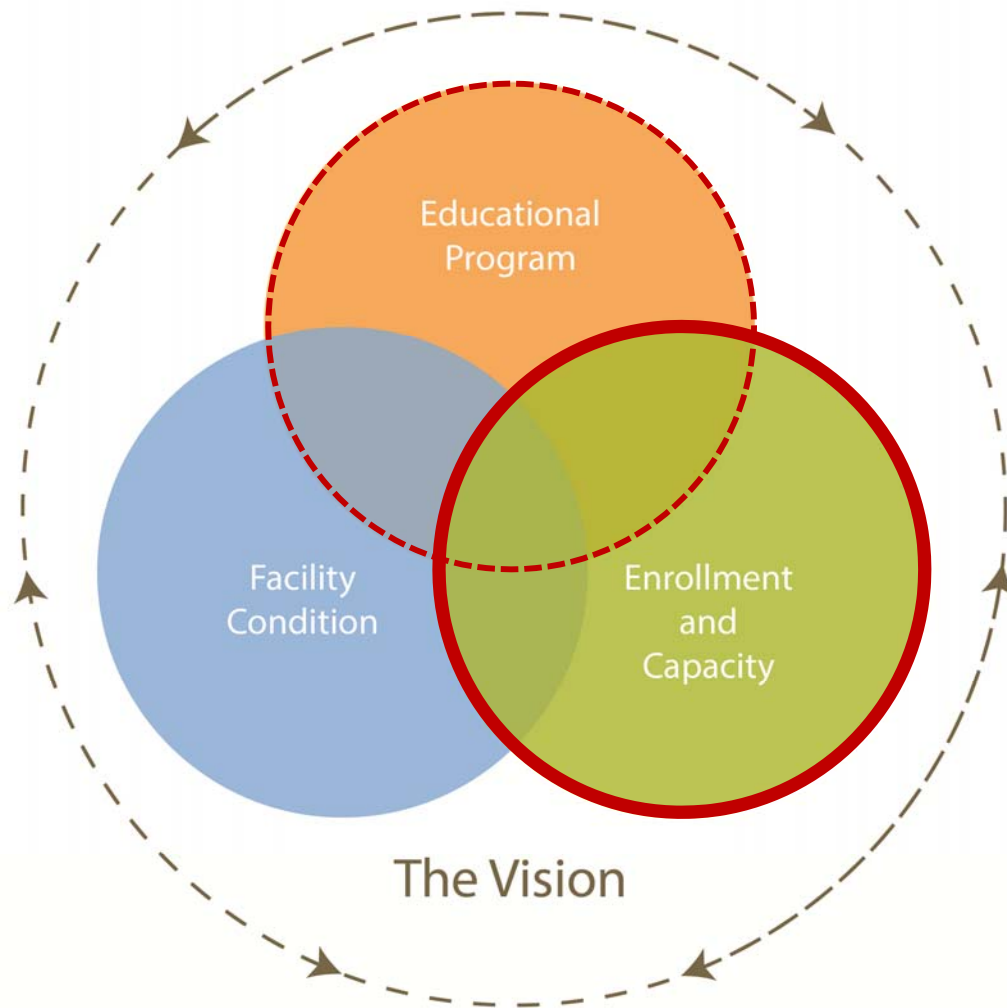 Educational
Program
Facility
Condition
Enrollment
and
Capacity
The Vision